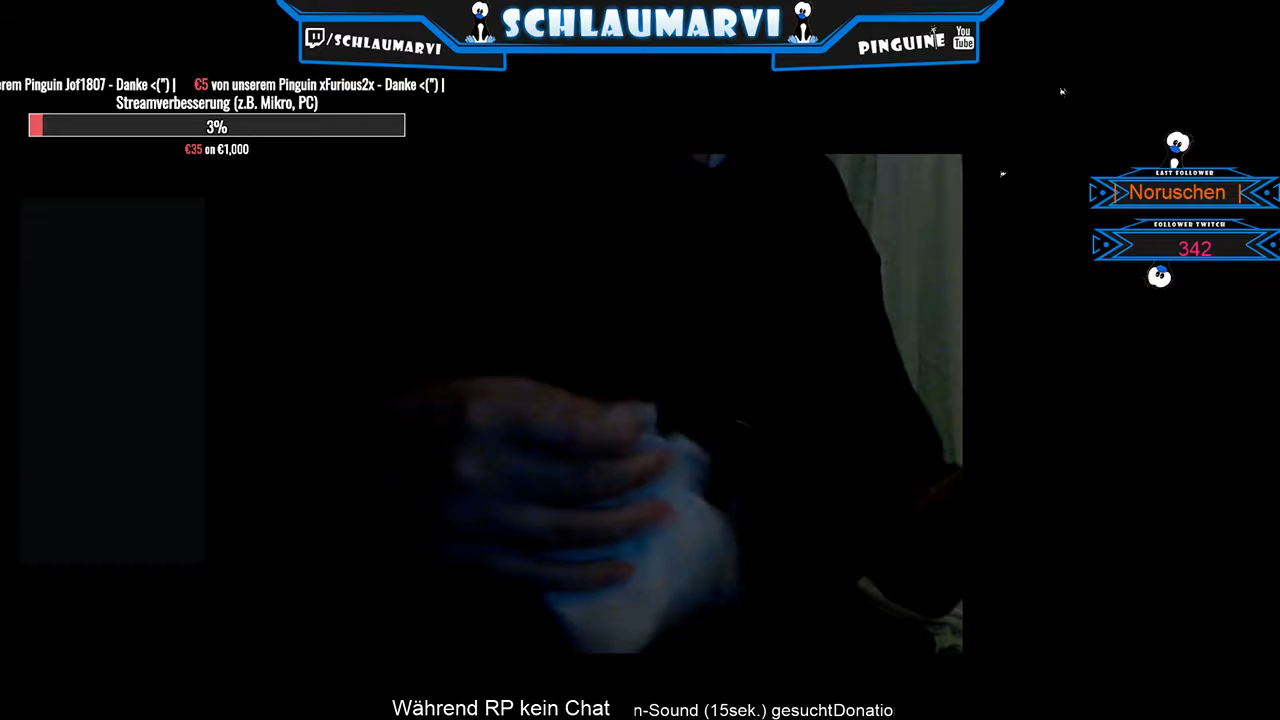 SCHLAUMARVI
/SCHLAUMARVI
PINGUINE
You Tube
erem Pinguin Jof1807 - Danke <(") | €5 von unserem Pinguin xFurious2x - Danke <(") |
Streamverbesserung (z.B. Mikro, PC)
3%
€35 on €1,000
LAST FOLLOWER
| Noruschen |
FOLLOWER TWITCH
342
Während RP kein Chat
n-Sound (15sek.) gesuchtDonatio